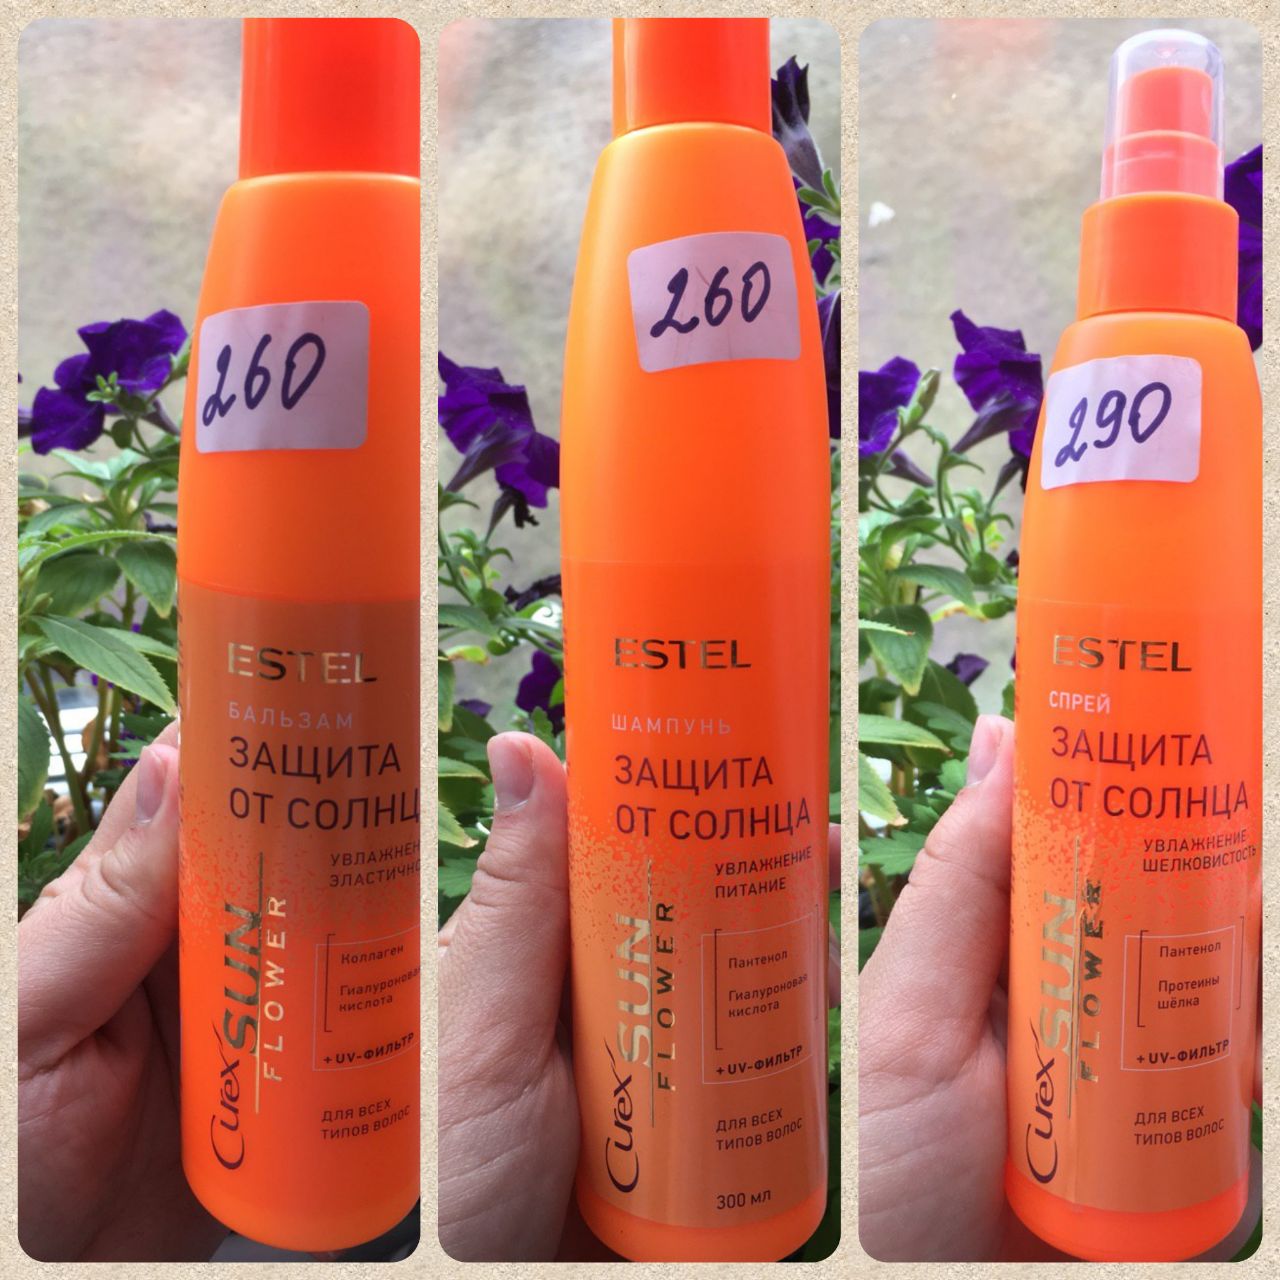 260
ESTEL
БАЛЬЗАМ
ЗАЩИТА
ОТ СОЛНЦ
УВЛАЖНЕН
ЭЛАСТИЧНО
Curex SUN
FLOWER
Коллаген
Гиалуронова
кислота
+UV-ФИЛЬТР
ДЛЯ ВСЕХ
ТИПОВ ВОЛОС
260
ESTEL
ШАМПУНЬ
ЗАЩИТА
ОТ СОЛНЦА
УВЛАЖНЕНИЕ
ПИТАНИЕ
Curex SUN
FLOWER
Пантенол
Гиалуроновая
кислота
+UV-ФИЛЬТР
ДЛЯ ВСЕХ
ТИПОВ ВОЛОС
300 мл
290
ESTEL
СПРЕЙ
ЗАЩИТА
ОТ СОЛНЦА
УВЛАЖНЕНИЕ
ШЕЛКОВИСТОСТЬ
Curex SUN
FLOWER
Пантенол
Протеины
шёлка
+UV-ФИЛЬТР
ДЛЯ ВСЕХ
ТИПОВ ВОЛОС